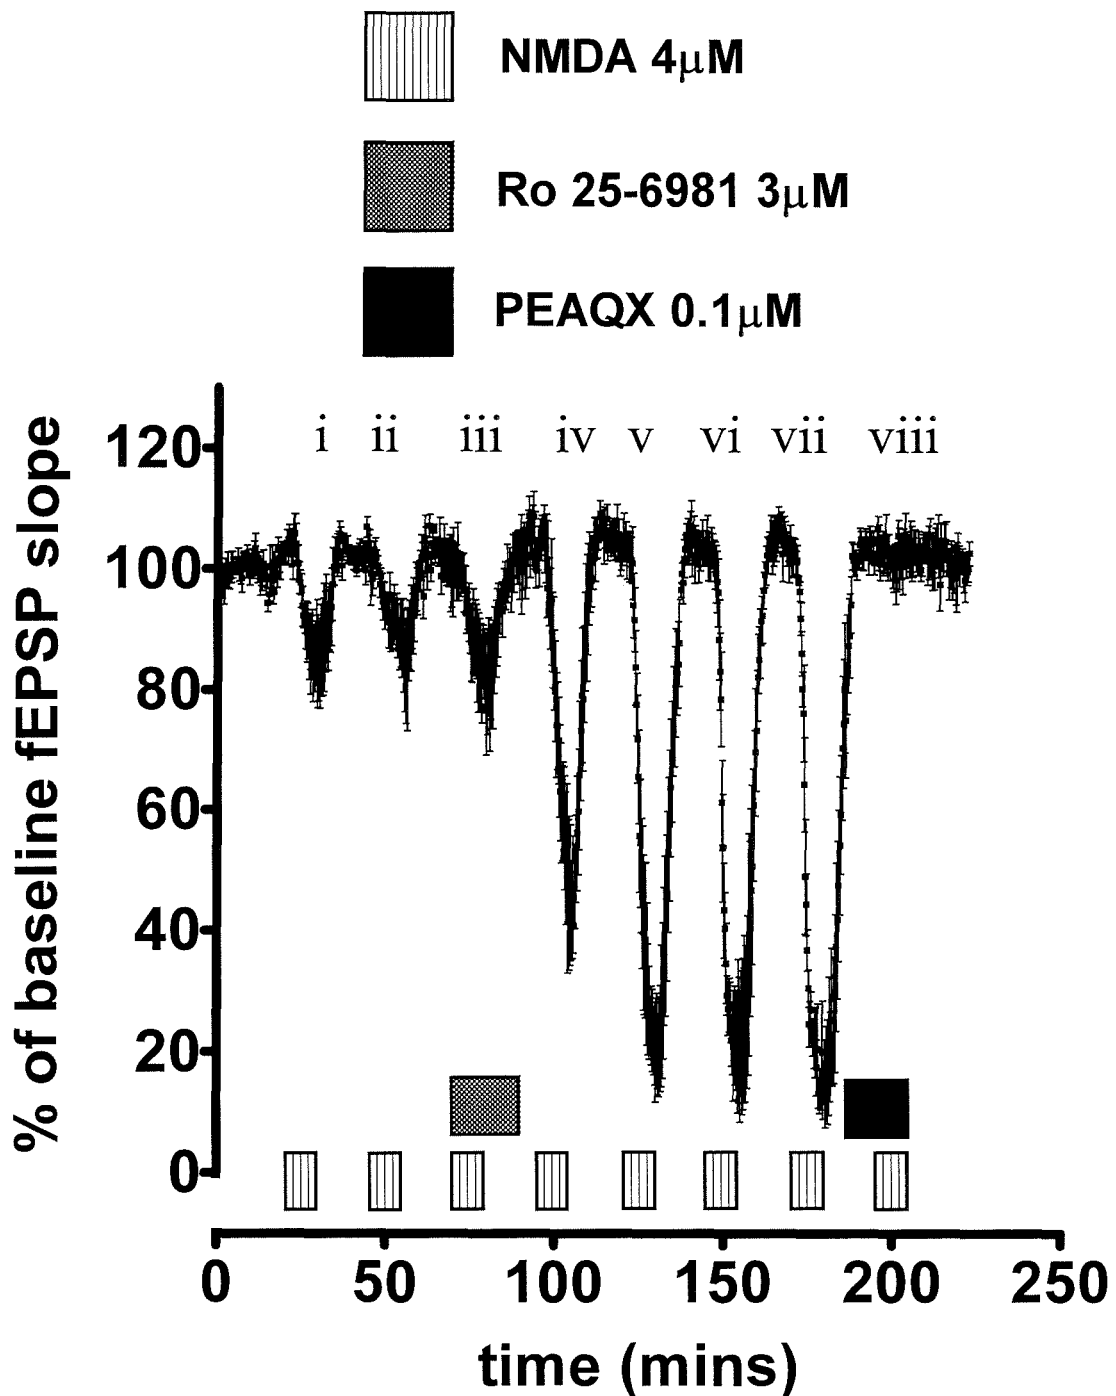 NMDA 4μM
Ro 25-6981 3μM
PEAQX 0.1μM
% of baseline fEPSP slope
120
100
80
60
40
20
0
i ii iii iv v vi vii viii
0 50 100 150 200 250
time (mins)